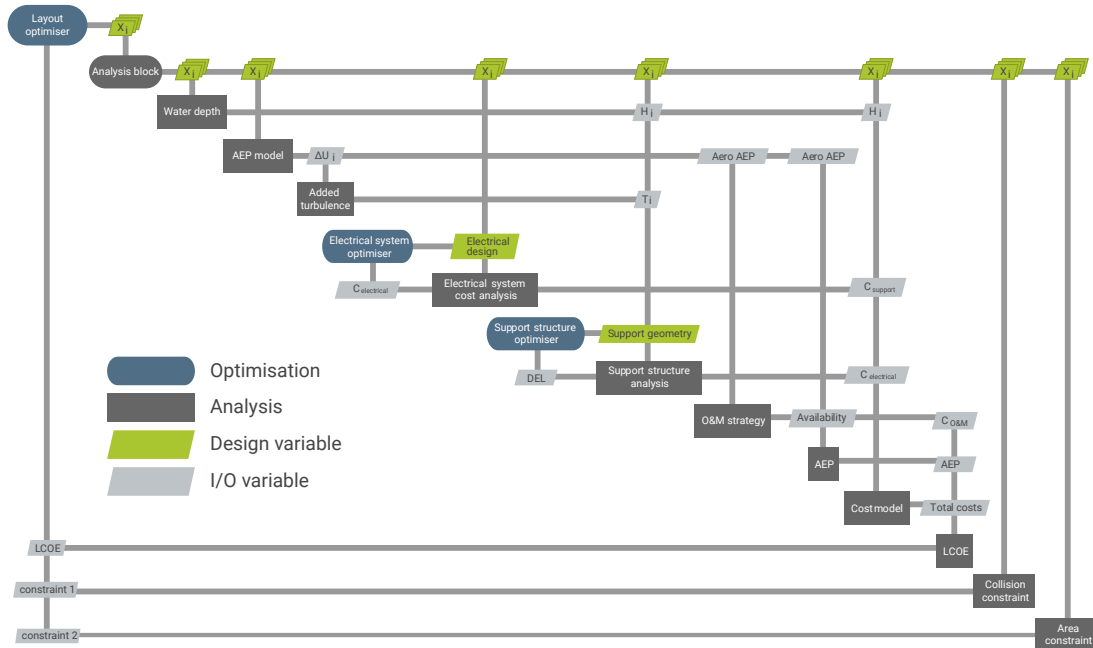 Layout
optimiser
X i
Analysis block
X i
X i
X i
X i
X i
X i
X i
Water depth
H i
H i
AEP model
ΔU i
Aero AEP
Aero AEP
Added
turbulence
T i
Electrical system
optimiser
Electrical
design
C electrical
Electrical system
cost analysis
C support
Support structure
optimiser
Support geometry
DEL
Support structure
analysis
C electrical
Optimisation
Analysis
Design variable
I/O variable
O&M strategy
Availability
C O&M
AEP
AEP
Costmodel
Total costs
LCOE
LCOE
constraint 1
Collision
constraint
constraint 2
Area
constraint